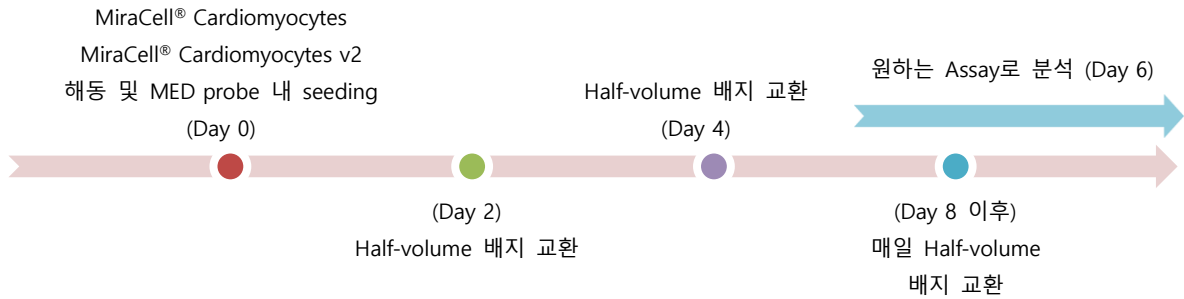 MiraCell® Cardiomyocytes
MiraCell® Cardiomyocytes v2
해동 및 MED probe 내 seeding
(Day 0)
(Day 2)
Half-volume 배지 교환
Half-volume 배지 교환
(Day 4)
원하는 Assay로 분석 (Day 6)
(Day 8 이후)
매일 Half-volume
배지 교환